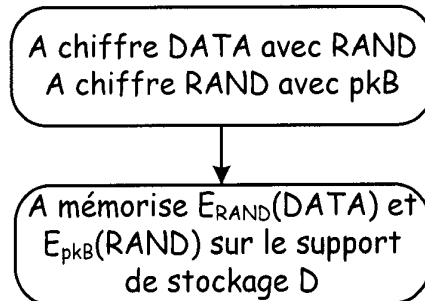 A chiffre DATA avec RAND
A chiffre RAND avec pkB
A mémorise E_RAND(DATA) et
E_pkB(RAND) sur le support
de stockage D